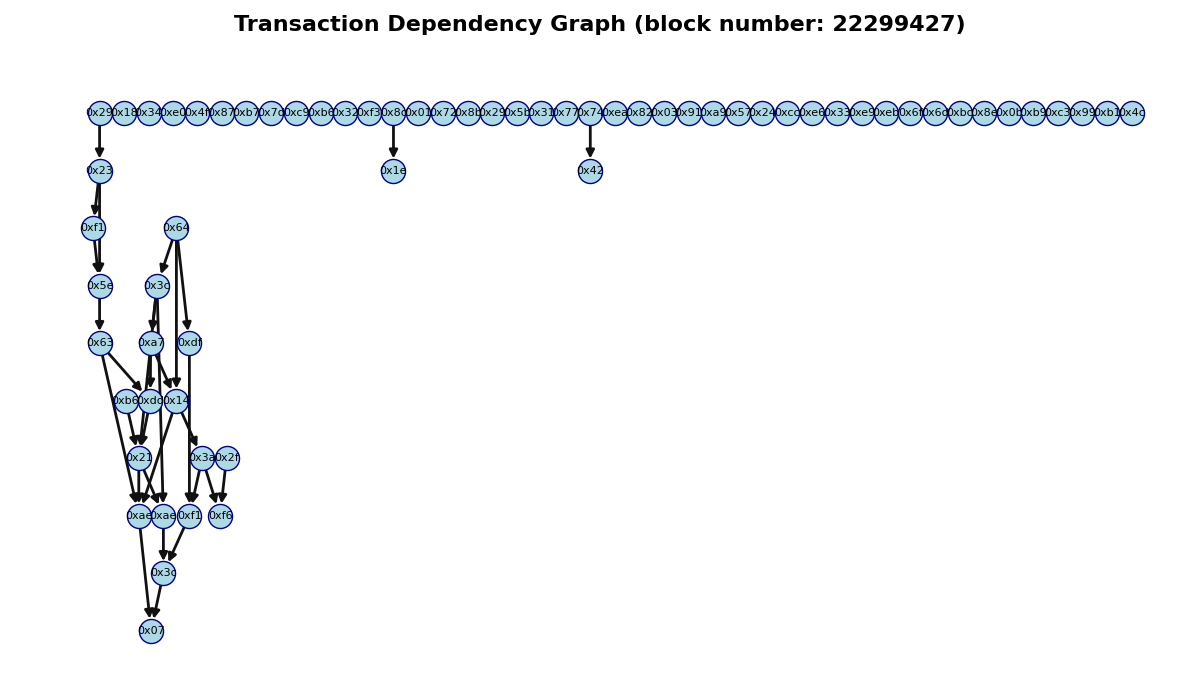 Transaction Dependency Graph (block number: 22299427)
0x29 0x18 0x34 0xe0 0x4f 0x87 0xb7 0x7d 0xc9 0xb6 0x32 0xf3 0x8c 0x01 0x72 0x8b 0x29 0x5b 0x31 0x77 0x74 0xea 0x82 0x03 0x91 0xa9 0x57 0x24 0xcc 0xe6 0x33 0xe9 0xeb 0x6f 0x6d 0xbc 0x8e 0x0b 0xb9 0xc3 0x99 0xb1 0x4c
0x23 0x1e 0x42
0xf1 0x64
0x5e 0x3c
0x63 0xa7 0xdf
0xb6 0xdc 0x14
0x21 0x3a 0x2f
0xae 0xae 0xf1 0xf6
0x3c
0x07